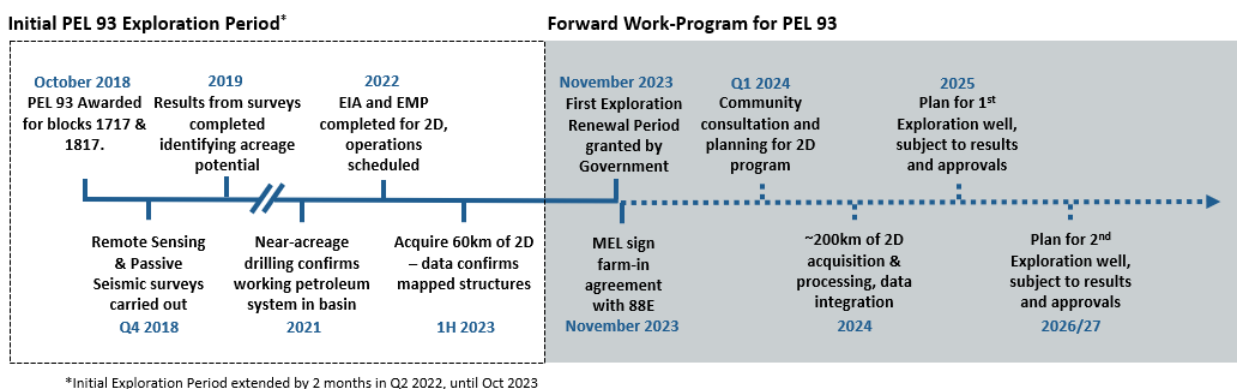 Initial PEL 93 Exploration Period*
Forward Work-Program for PEL 93
October 2018
PEL 93 Awarded
for blocks 1717 &
1817.
2019
Results from surveys
completed
identifying acreage
potential
2022
EIA and EMP
completed for 2D,
operations
scheduled
November 2023
First Exploration
Renewal Period
granted by
Government
Q1 2024
Community
consultation and
planning for 2D
program
2025
Plan for 1st
Exploration well,
subject to results
and approvals
Remote Sensing
& Passive
Seismic surveys
carried out
Q4 2018
Near-acreage
drilling confirms
working petroleum
system in basin
2021
Acquire 60km of 2D
– data confirms
mapped structures
1H 2023
MEL sign
farm-in
agreement
with 88E
November 2023
~200km of 2D
acquisition &
processing, data
integration
2024
Plan for 2nd
Exploration well,
subject to results
and approvals
2026/27
*Initial Exploration Period extended by 2 months in Q2 2022, until Oct 2023